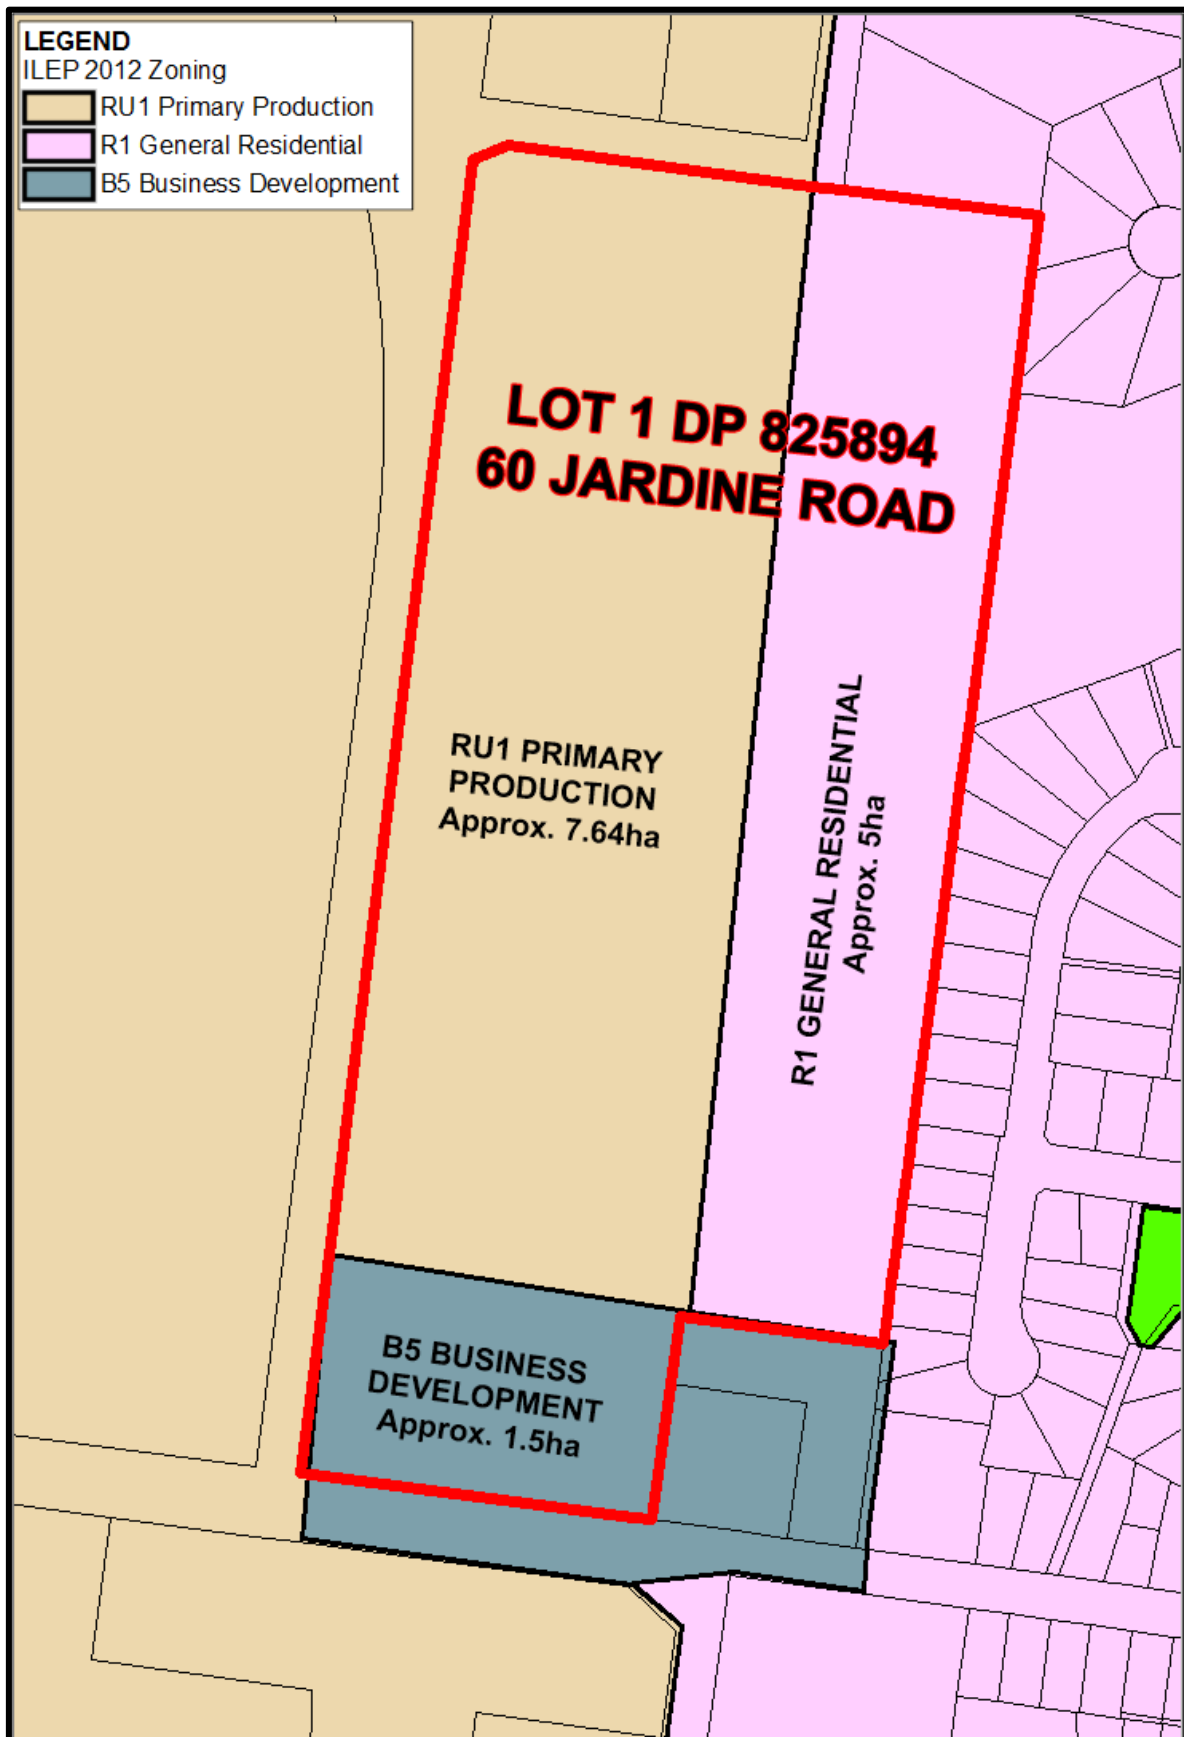 LEGEND
ILEP 2012 Zoning
RU1 Primary Production
R1 General Residential
B5 Business Development
LOT 1 DP 825894
60 JARDINE ROAD
RU1 PRIMARY
PRODUCTION
Approx. 7.64ha
R1 GENERAL RESIDENTIAL
Approx. 5ha
B5 BUSINESS
DEVELOPMENT
Approx. 1.5ha